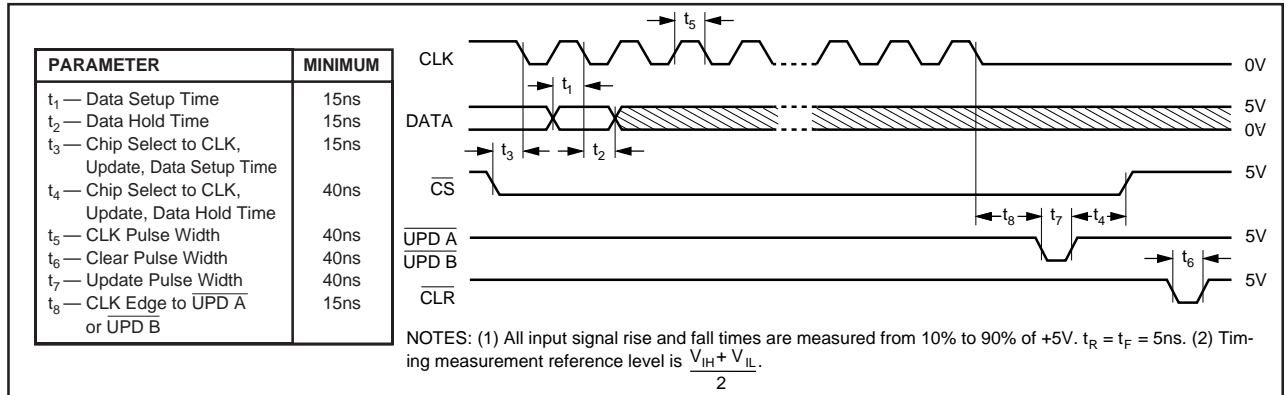 PARAMETER MINIMUM
t1 — Data Setup Time 15ns
t2 — Data Hold Time 15ns
t3 — Chip Select to CLK, 15ns
Update, Data Setup Time
t4 — Chip Select to CLK, 40ns
Update, Data Hold Time
t5 — CLK Pulse Width 40ns
t6 — Clear Pulse Width 40ns
t7 — Update Pulse Width 40ns
t8 — CLK Edge to UPD A 15ns
or UPD B
t5
CLK
0V
t1
DATA
5V
0V
t3
t2
CS
5V
t8
t7
t4
UPD A
UPD B
5V
t6
CLR
5V
NOTES: (1) All input signal rise and fall times are measured from 10% to 90% of +5V. tR = tF = 5ns. (2) Tim-
ing measurement reference level is VIH + VIL.
2